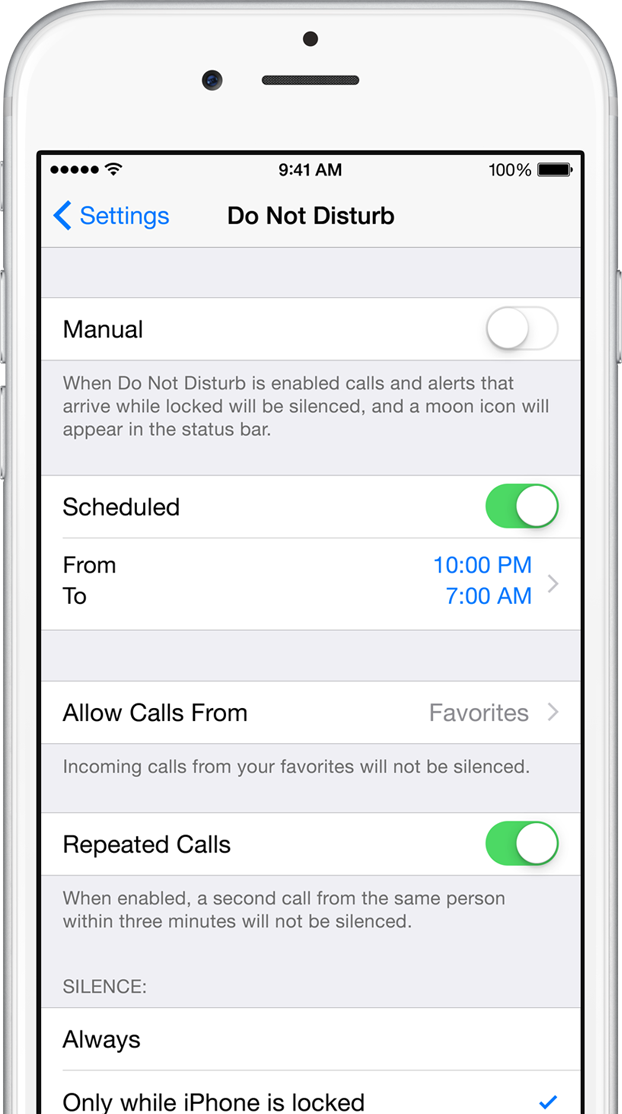 9:41 AM 100%
Settings Do Not Disturb
Manual
When Do Not Disturb is enabled calls and alerts that
arrive while locked will be silenced, and a moon icon will
appear in the status bar.
Scheduled
From 10:00 PM
To 7:00 AM
Allow Calls From Favorites
Incoming calls from your favorites will not be silenced.
Repeated Calls
When enabled, a second call from the same person
within three minutes will not be silenced.
SILENCE:
Always
Only while iPhone is locked